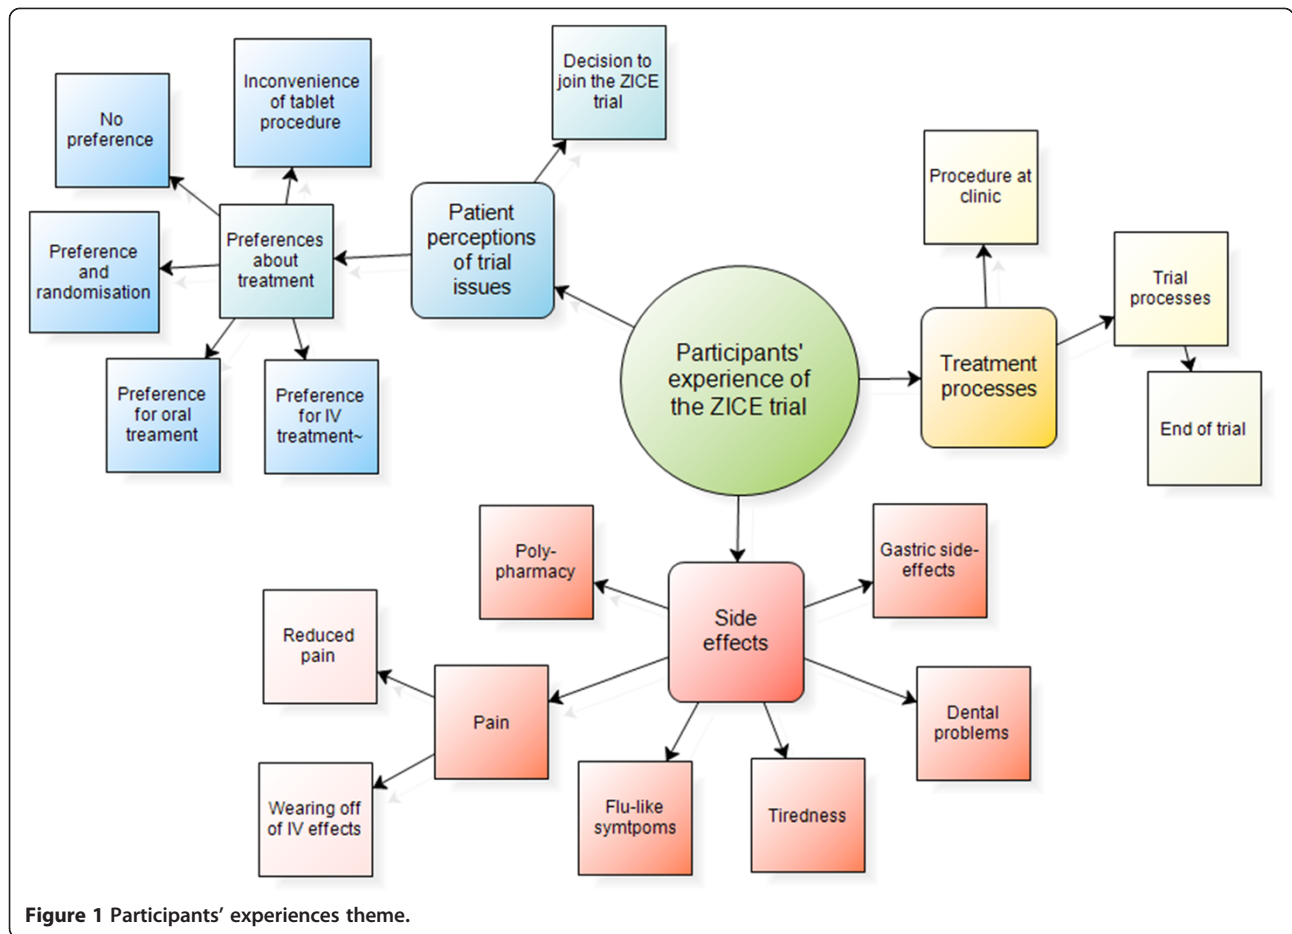 Decision to
join the ZICE
trial
Inconvenience
of tablet
procedure
No
preference
Procedure at
clinic
Patient
perceptions
of trial
issues
Preferences
about
treatment
Preference
and
randomisation
Trial
processes
Participants'
experience of
the ZICE trial
Treatment
processes
Preference
for oral
treament
Preference
for IV
treatment~
End of trial
Poly-
pharmacy
Gastric side-
effects
Side
effects
Reduced
pain
Pain
Dental
problems
Wearing off
of IV effects
Flu-like
symtpoms
Tiredness
Figure 1 Participants’ experiences theme.